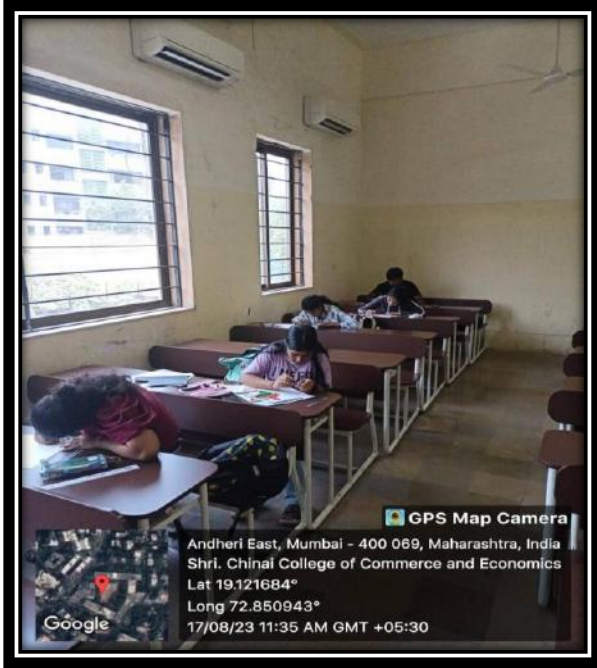 GPS Map Camera
Andheri East, Mumbai - 400 069, Maharashtra, India
Shri. Chinai College of Commerce and Economics
Lat 19.121684°
Long 72.850943°
17/08/23 11:35 AM GMT +05:30
Google